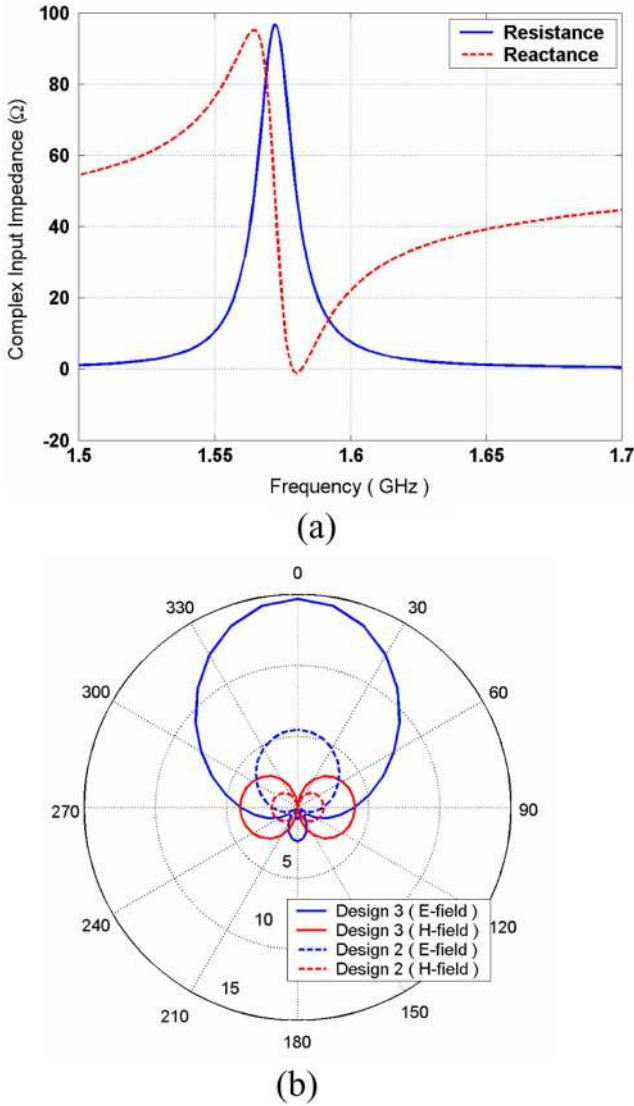 100
80
60
40
20
0
-20
Complex Input Impedance (Ω)
Resistance
Reactance
1.5
1.55
1.6
1.65
1.7
Frequency ( GHz )
(a)
0
330
30
300
60
270
90
5
240
120
10
15
210
150
180
Design 3 ( E-field )
Design 3 ( H-field )
Design 2 ( E-field )
Design 2 ( H-field )
(b)